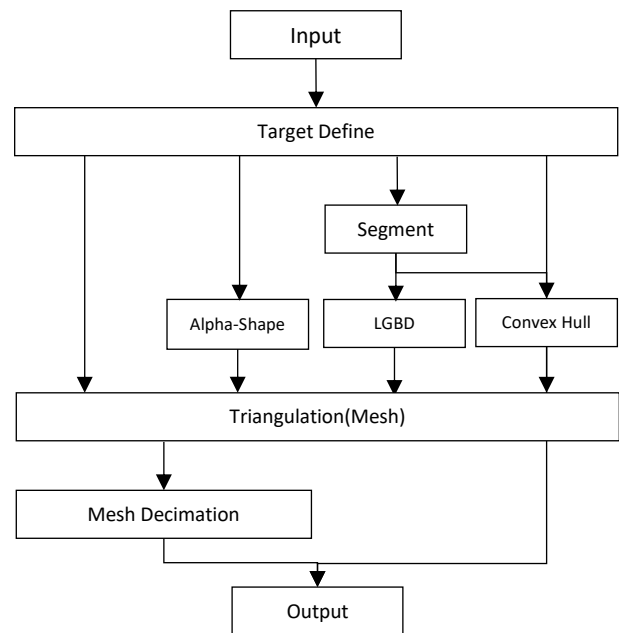 Input
Target Define
Segment
Alpha-Shape
LGBD
Convex Hull
Triangulation(Mesh)
Mesh Decimation
Output